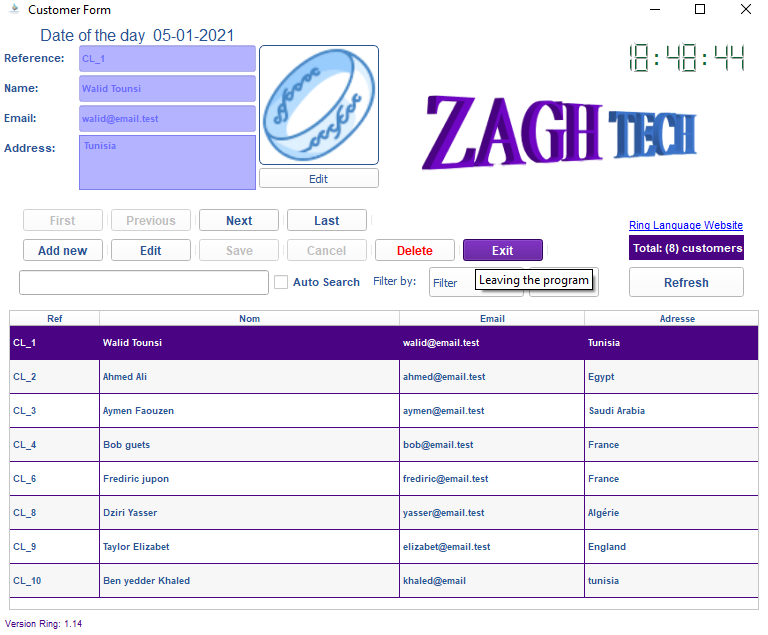 Customer Form
Date of the day 05-01-2021
18:48:44
Reference: CL_1
Name: Walid Tounsi
Email: walid@email.test
Address: Tunisia
ZAGH TECH
Edit
First Previous Next Last
Ring Language Website
Add new Edit Save Cancel Delete Exit
Total: (8) customers
Auto Search Filter by: Filter
Leaving the program
Refresh
Ref Nom Email Adresse
CL_1 Walid Tounsi walid@email.test Tunisia
CL_2 Ahmed Ali ahmed@email.test Egypt
CL_3 Aymen Faouzen aymen@email.test Saudi Arabia
CL_4 Bob guets bob@email.test France
CL_6 Frediric jupon frediric@email.test France
CL_8 Dziri Yasser yasser@email.test Algérie
CL_9 Taylor Elizabet elizabet@email.test England
CL_10 Ben yedder Khaled khaled@email tunisia
Version Ring: 1.14